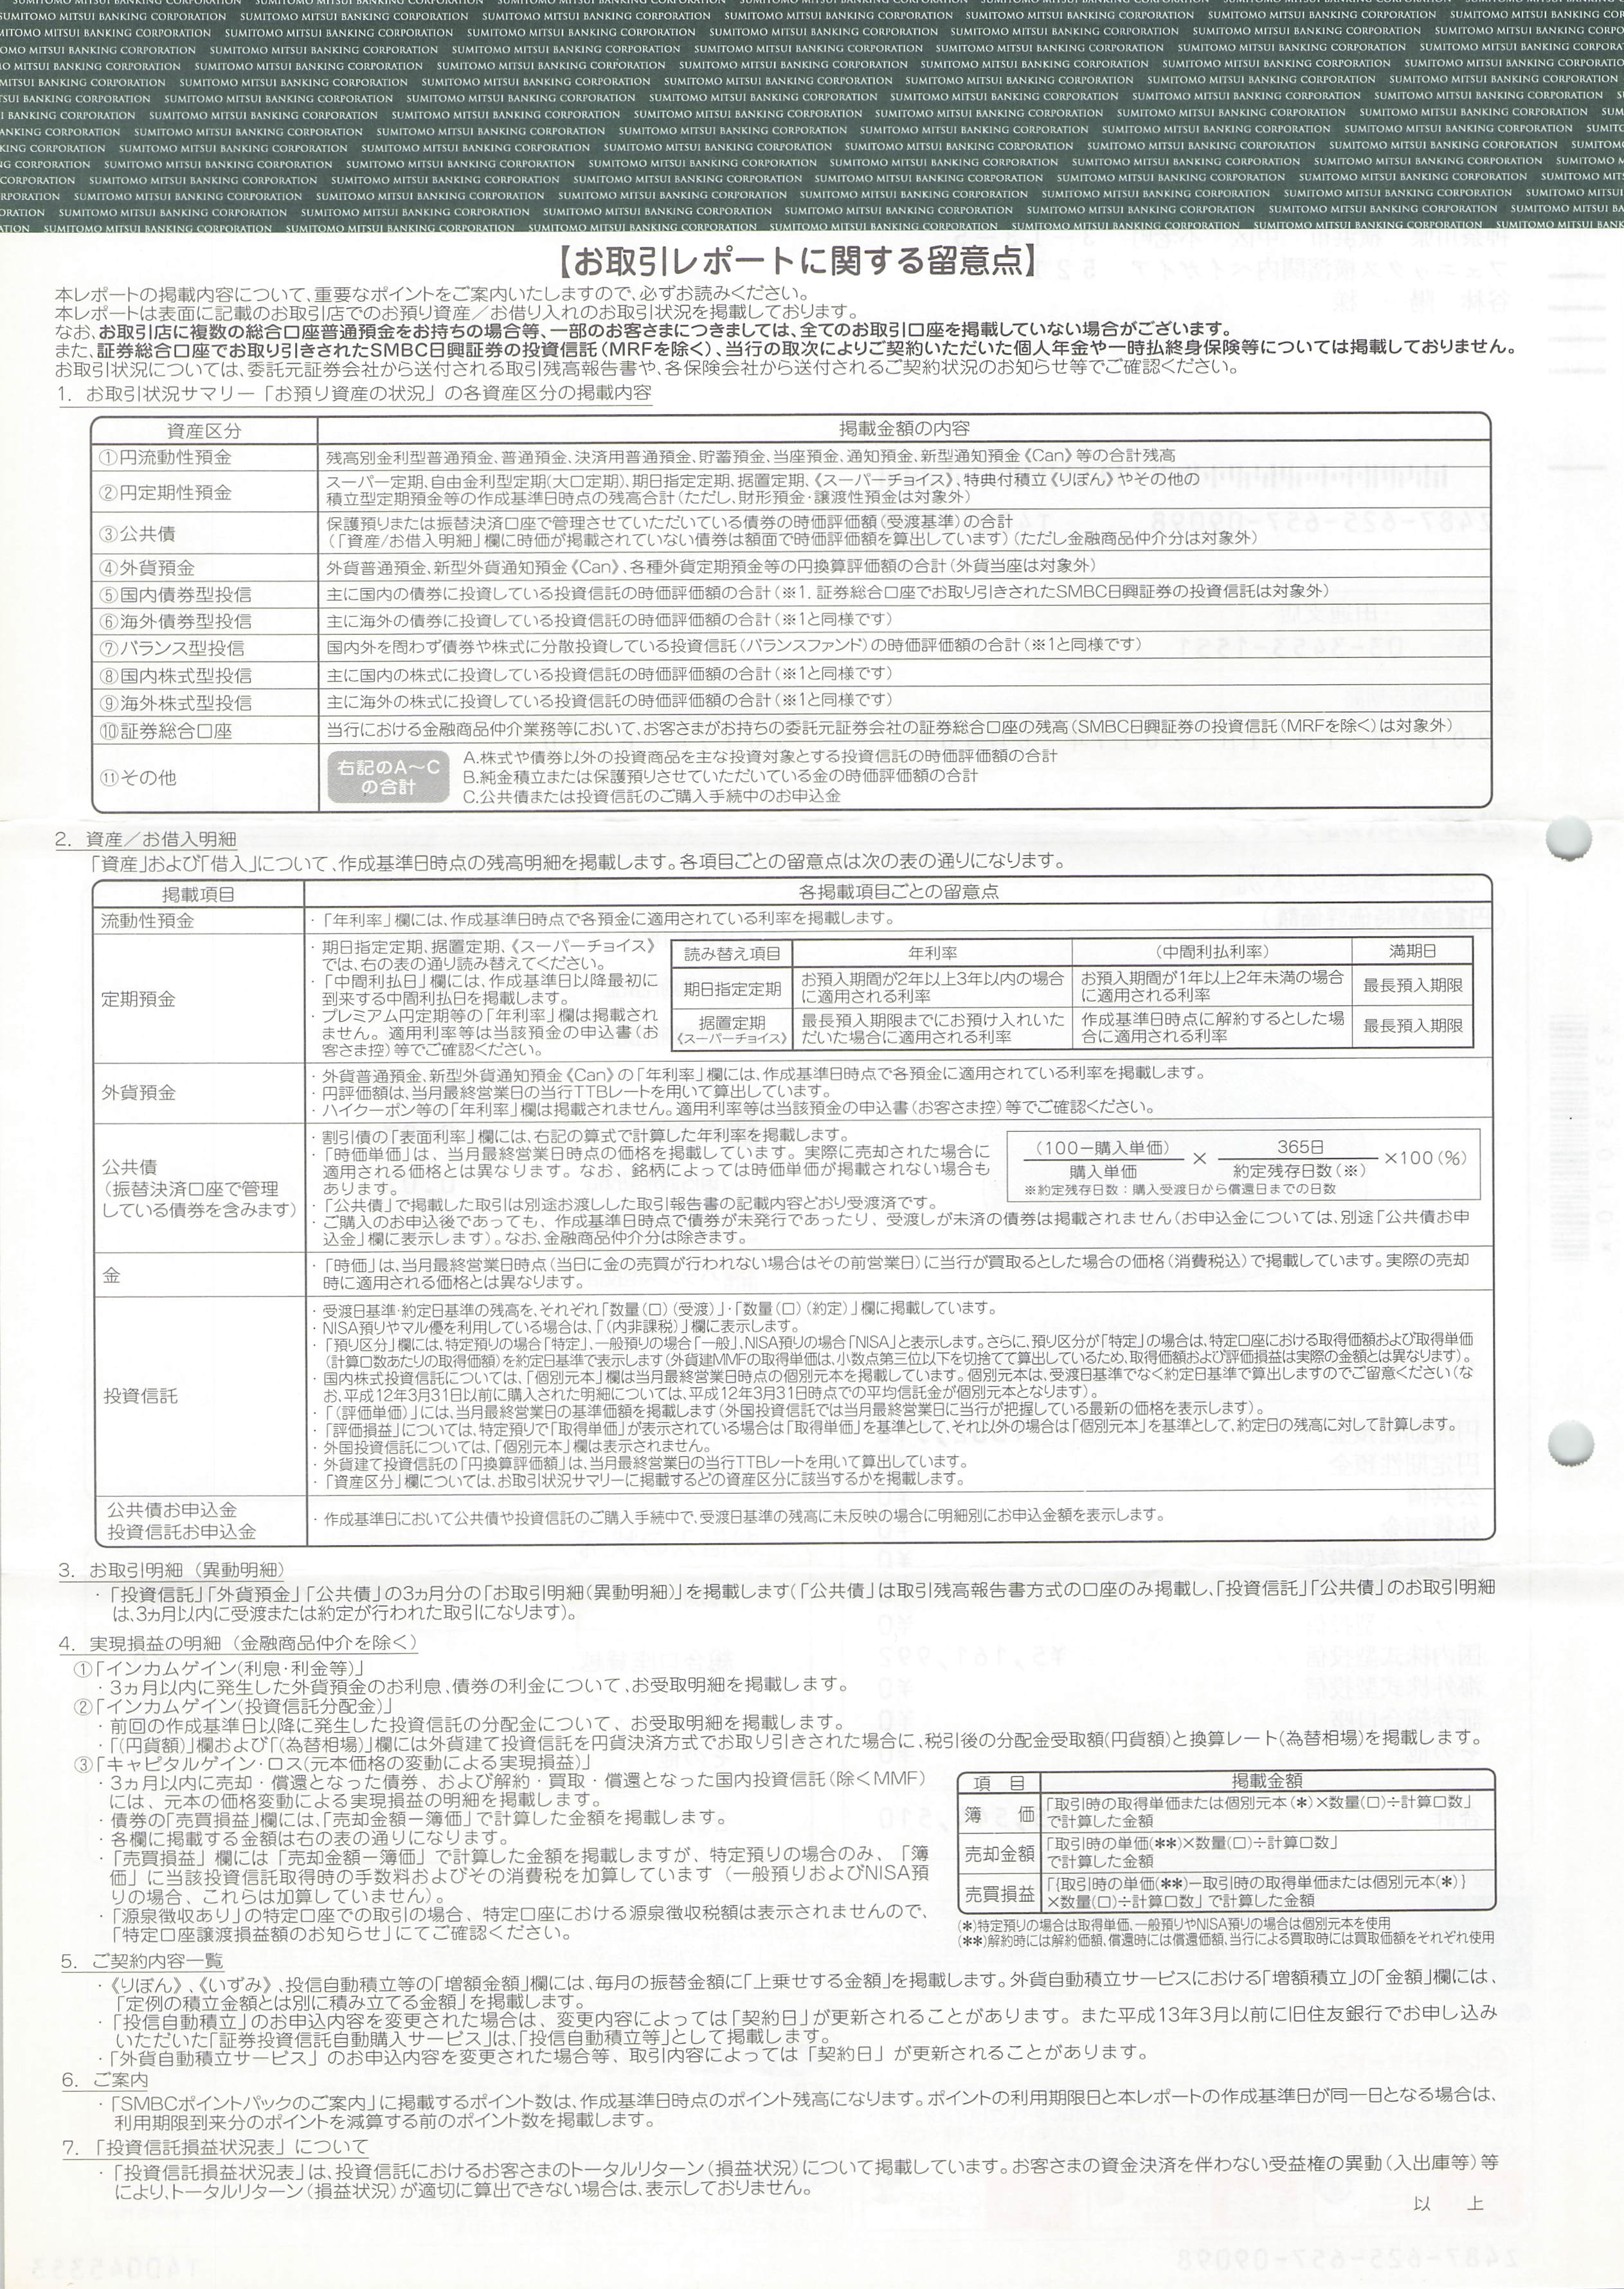 SUMITOMO MITSUI BANKING CORPORATION
【お取引レポートに関する留意点】
本レポートの掲載内容について、重要なポイントをご案内いたしますので、必ずお読みください。
本レポートは表面に記載のお取引店でのお預り資産／お借り入れのお取引状況を掲載しております。
なお、お取引店に複数の総合口座普通預金をお持ちの場合等、一部のお客さまにつきましては、全てのお取引口座を掲載していない場合がございます。
また、証券総合口座でお取り引きされたSMBC日興証券の投資信託（MRFを除く）、当行の取次によりご契約いただいた個人年金や一時払終身保険等については掲載しておりません。
お取引状況については、委託元証券会社から送付される取引残高報告書や、各保険会社から送付されるご契約状況のお知らせ等でご確認ください。
1. お取引状況サマリー「お預り資産の状況」の各資産区分の掲載内容
資産区分 掲載金額の内容
①円流動性預金 残高別金利型普通預金、普通預金、決済用普通預金、貯蓄預金、当座預金、通知預金、新型通知預金《Can》等の合計残高
②円定期性預金 スーパー定期、自由金利型定期（大口定期）、期日指定定期、据置定期、《スーパーチョイス》、特典付積立《りぼん》やその他の
積立型定期預金等の作成基準日時点の残高合計（ただし、財形預金・譲渡性預金は対象外）
③公共債 保護預りまたは振替決済口座で管理させていただいている債券の時価評価額（受渡基準）の合計
（「資産/お借入明細」欄に時価が掲載されていない債券は額面で時価評価額を算出しています）（ただし金融商品仲介分は対象外）
④外貨預金 外貨普通預金、新型外貨通知預金《Can》、各種外貨定期預金等の円換算評価額の合計（外貨当座は対象外）
⑤国内債券型投信 主に国内の債券に投資している投資信託の時価評価額の合計（※1. 証券総合口座でお取り引きされたSMBC日興証券の投資信託は対象外）
⑥海外債券型投信 主に海外の債券に投資している投資信託の時価評価額の合計（※1と同様です）
⑦バランス型投信 国内外を問わず債券や株式に分散投資している投資信託（バランスファンド）の時価評価額の合計（※1と同様です）
⑧国内株式型投信 主に国内の株式に投資している投資信託の時価評価額の合計（※1と同様です）
⑨海外株式型投信 主に海外の株式に投資している投資信託の時価評価額の合計（※1と同様です）
⑩証券総合口座 当行における金融商品仲介業務等において、お客さまがお持ちの委託元証券会社の証券総合口座の残高（SMBC日興証券の投資信託（MRFを除く）は対象外）
⑪その他 右記のA～Cの合計
A.株式や債券以外の投資商品を主な投資対象とする投資信託の時価評価額の合計
B.純金積立または保護預りさせていただいている金の時価評価額の合計
C.公共債または投資信託のご購入手続中のお申込金
2. 資産／お借入明細
「資産」および「借入」について、作成基準日時点の残高明細を掲載します。各項目ごとの留意点は次の表の通りになります。
掲載項目 各掲載項目ごとの留意点
流動性預金 ・「年利率」欄には、作成基準日時点で各預金に適用されている利率を掲載します。
定期預金
・期日指定定期、据置定期、《スーパーチョイス》
では、右の表の通り読み替えてください。
・「中間利払日」欄には、作成基準日以降最初に
到来する中間利払日を掲載します。
・プレミアム円定期等の「年利率」欄は掲載され
ません。適用利率等は当該預金の申込書（お
客さま控）等でご確認ください。
読み替え項目 年利率 （中間利払利率） 満期日
期日指定定期 お預入期間が2年以上3年以内の場合に適用される利率 お預入期間が1年以上2年未満の場合に適用される利率 最長預入期限
据置定期《スーパーチョイス》 最長預入期限までにお預け入れいただいた場合に適用される利率 作成基準日時点に解約するとした場合に適用される利率 最長預入期限
外貨預金
・外貨普通預金、新型外貨通知預金《Can》の「年利率」欄には、作成基準日時点で各預金に適用されている利率を掲載します。
・円評価額は、当月最終営業日の当行TTBレートを用いて算出しています。
・ハイクーポン等の「年利率」欄は掲載されません。適用利率等は当該預金の申込書（お客さま控）等でご確認ください。
公共債
（振替決済口座で管理
している債券を含みます）
・割引債の「表面利率」欄には、右記の算式で計算した年利率を掲載します。
・「時価単価」は、当月最終営業日時点の価格を掲載しています。実際に売却された場合に
適用される価格とは異なります。なお、銘柄によっては時価単価が掲載されない場合も
あります。
（100－購入単価）
購入単価
×
365日
約定残存日数（※）
×100（%）
※約定残存日数：購入受渡日から償還日までの日数
・「公共債」で掲載した取引は別途お渡しした取引報告書の記載内容どおり受渡済です。
・ご購入のお申込後であっても、作成基準日時点で債券が未発行であったり、受渡しが未済の債券は掲載されません（お申込金については、別途「公共債お申
込金」欄に表示します）。なお、金融商品仲介分は除きます。
金
・「時価」は、当月最終営業日時点（当日に金の売買が行われない場合はその前営業日）に当行が買取るとした場合の価格（消費税込）で掲載しています。実際の売却
時に適用される価格とは異なります。
投資信託
・受渡日基準・約定日基準の残高を、それぞれ「数量（口）（受渡）」・「数量（口）（約定）」欄に掲載しています。
・NISA預りやマル優を利用している場合は、「（内非課税）」欄に表示します。
・「預り区分」欄には、特定預りの場合「特定」、一般預りの場合「一般」、NISA預りの場合「NISA」と表示します。さらに、預り区分が「特定」の場合は、特定口座における取得価額および取得単価
（計算口数あたりの取得価額）を約定日基準で表示します（外貨建MMFの取得単価は、小数点第三位以下を切捨てて算出しているため、取得価額および評価損益は実際の金額とは異なります）。
・国内株式投資信託については、「個別元本」欄は当月最終営業日時点の個別元本を掲載しています。個別元本は、受渡日基準でなく約定日基準で算出しますのでご留意ください（な
お、平成12年3月31日以前に購入された明細については、平成12年3月31日時点での平均信託金が個別元本となります）。
・「（評価単価）」には、当月最終営業日の基準価額を掲載します（外国投資信託では当月最終営業日に当行が把握している最新の価格を表示します）。
・「評価損益」については、特定預りで「取得単価」が表示されている場合は「取得単価」を基準として、それ以外の場合は「個別元本」を基準として、約定日の残高に対して計算します。
・外国投資信託については、「個別元本」欄は表示されません。
・外貨建て投資信託の「円換算評価額」は、当月最終営業日の当行TTBレートを用いて算出しています。
・「資産区分」欄については、お取引状況サマリーに掲載するどの資産区分に該当するかを掲載します。
公共債お申込金
投資信託お申込金
・作成基準日において公共債や投資信託のご購入手続中で、受渡日基準の残高に未反映の場合に明細別にお申込金額を表示します。
3. お取引明細（異動明細）
・「投資信託」「外貨預金」「公共債」の3ヵ月分の「お取引明細（異動明細）」を掲載します（「公共債」は取引残高報告書方式の口座のみ掲載し、「投資信託」「公共債」のお取引明細
は、3ヵ月以内に受渡または約定が行われた取引になります）。
4. 実現損益の明細（金融商品仲介を除く）
①「インカムゲイン（利息・利金等）」
・3ヵ月以内に発生した外貨預金のお利息、債券の利金について、お受取明細を掲載します。
②「インカムゲイン（投資信託分配金）」
・前回の作成基準日以降に発生した投資信託の分配金について、お受取明細を掲載します。
・「（円貨額）」欄および「（為替相場）」欄には外貨建て投資信託を円貨決済方式でお取り引きされた場合に、税引後の分配金受取額（円貨額）と換算レート（為替相場）を掲載します。
③「キャピタルゲイン・ロス（元本価格の変動による実現損益）」
・3ヵ月以内に売却・償還となった債券、および解約・買取・償還となった国内投資信託（除くMMF）
には、元本の価格変動による実現損益の明細を掲載します。
・債券の「売買損益」欄には、「売却金額－簿価」で計算した金額を掲載します。
・各欄に掲載する金額は右の表の通りになります。
・「売買損益」欄には「売却金額－簿価」で計算した金額を掲載しますが、特定預りの場合のみ、「簿
価」に当該投資信託取得時の手数料およびその消費税を加算しています（一般預りおよびNISA預
りの場合、これらは加算していません）。
・「源泉徴収あり」の特定口座での取引の場合、特定口座における源泉徴収税額は表示されませんので、
「特定口座譲渡損益額のお知らせ」にてご確認ください。
項　目 掲載金額
簿　価 「取引時の取得単価または個別元本（＊）×数量（口）÷計算口数」
で計算した金額
売却金額 「取引時の単価（＊＊）×数量（口）÷計算口数」
で計算した金額
売買損益 「｛取引時の単価（＊＊）－取引時の取得単価または個別元本（＊）｝
×数量（口）÷計算口数」で計算した金額
（＊）特定預りの場合は取得単価、一般預りやNISA預りの場合は個別元本を使用
（＊＊）解約時には解約価額、償還時には償還価額、当行による買取時には買取価額をそれぞれ使用
5. ご契約内容一覧
・《りぼん》、《いずみ》、投信自動積立等の「増額金額」欄には、毎月の振替金額に「上乗せする金額」を掲載します。外貨自動積立サービスにおける「増額積立」の「金額」欄には、
「定例の積立金額とは別に積み立てる金額」を掲載します。
・「投信自動積立」のお申込内容を変更された場合は、変更内容によっては「契約日」が更新されることがあります。また平成13年3月以前に旧住友銀行でお申し込み
いただいた「証券投資信託自動購入サービス」は、「投信自動積立等」として掲載します。
・「外貨自動積立サービス」のお申込内容を変更された場合等、取引内容によっては「契約日」が更新されることがあります。
6. ご案内
・「SMBCポイントパックのご案内」に掲載するポイント数は、作成基準日時点のポイント残高になります。ポイントの利用期限日と本レポートの作成基準日が同一日となる場合は、
利用期限到来分のポイントを減算する前のポイント数を掲載します。
7. 「投資信託損益状況表」について
・「投資信託損益状況表」は、投資信託におけるお客さまのトータルリターン（損益状況）について掲載しています。お客さまの資金決済を伴わない受益権の異動（入出庫等）等
により、トータルリターン（損益状況）が適切に算出できない場合は、表示しておりません。
以　上